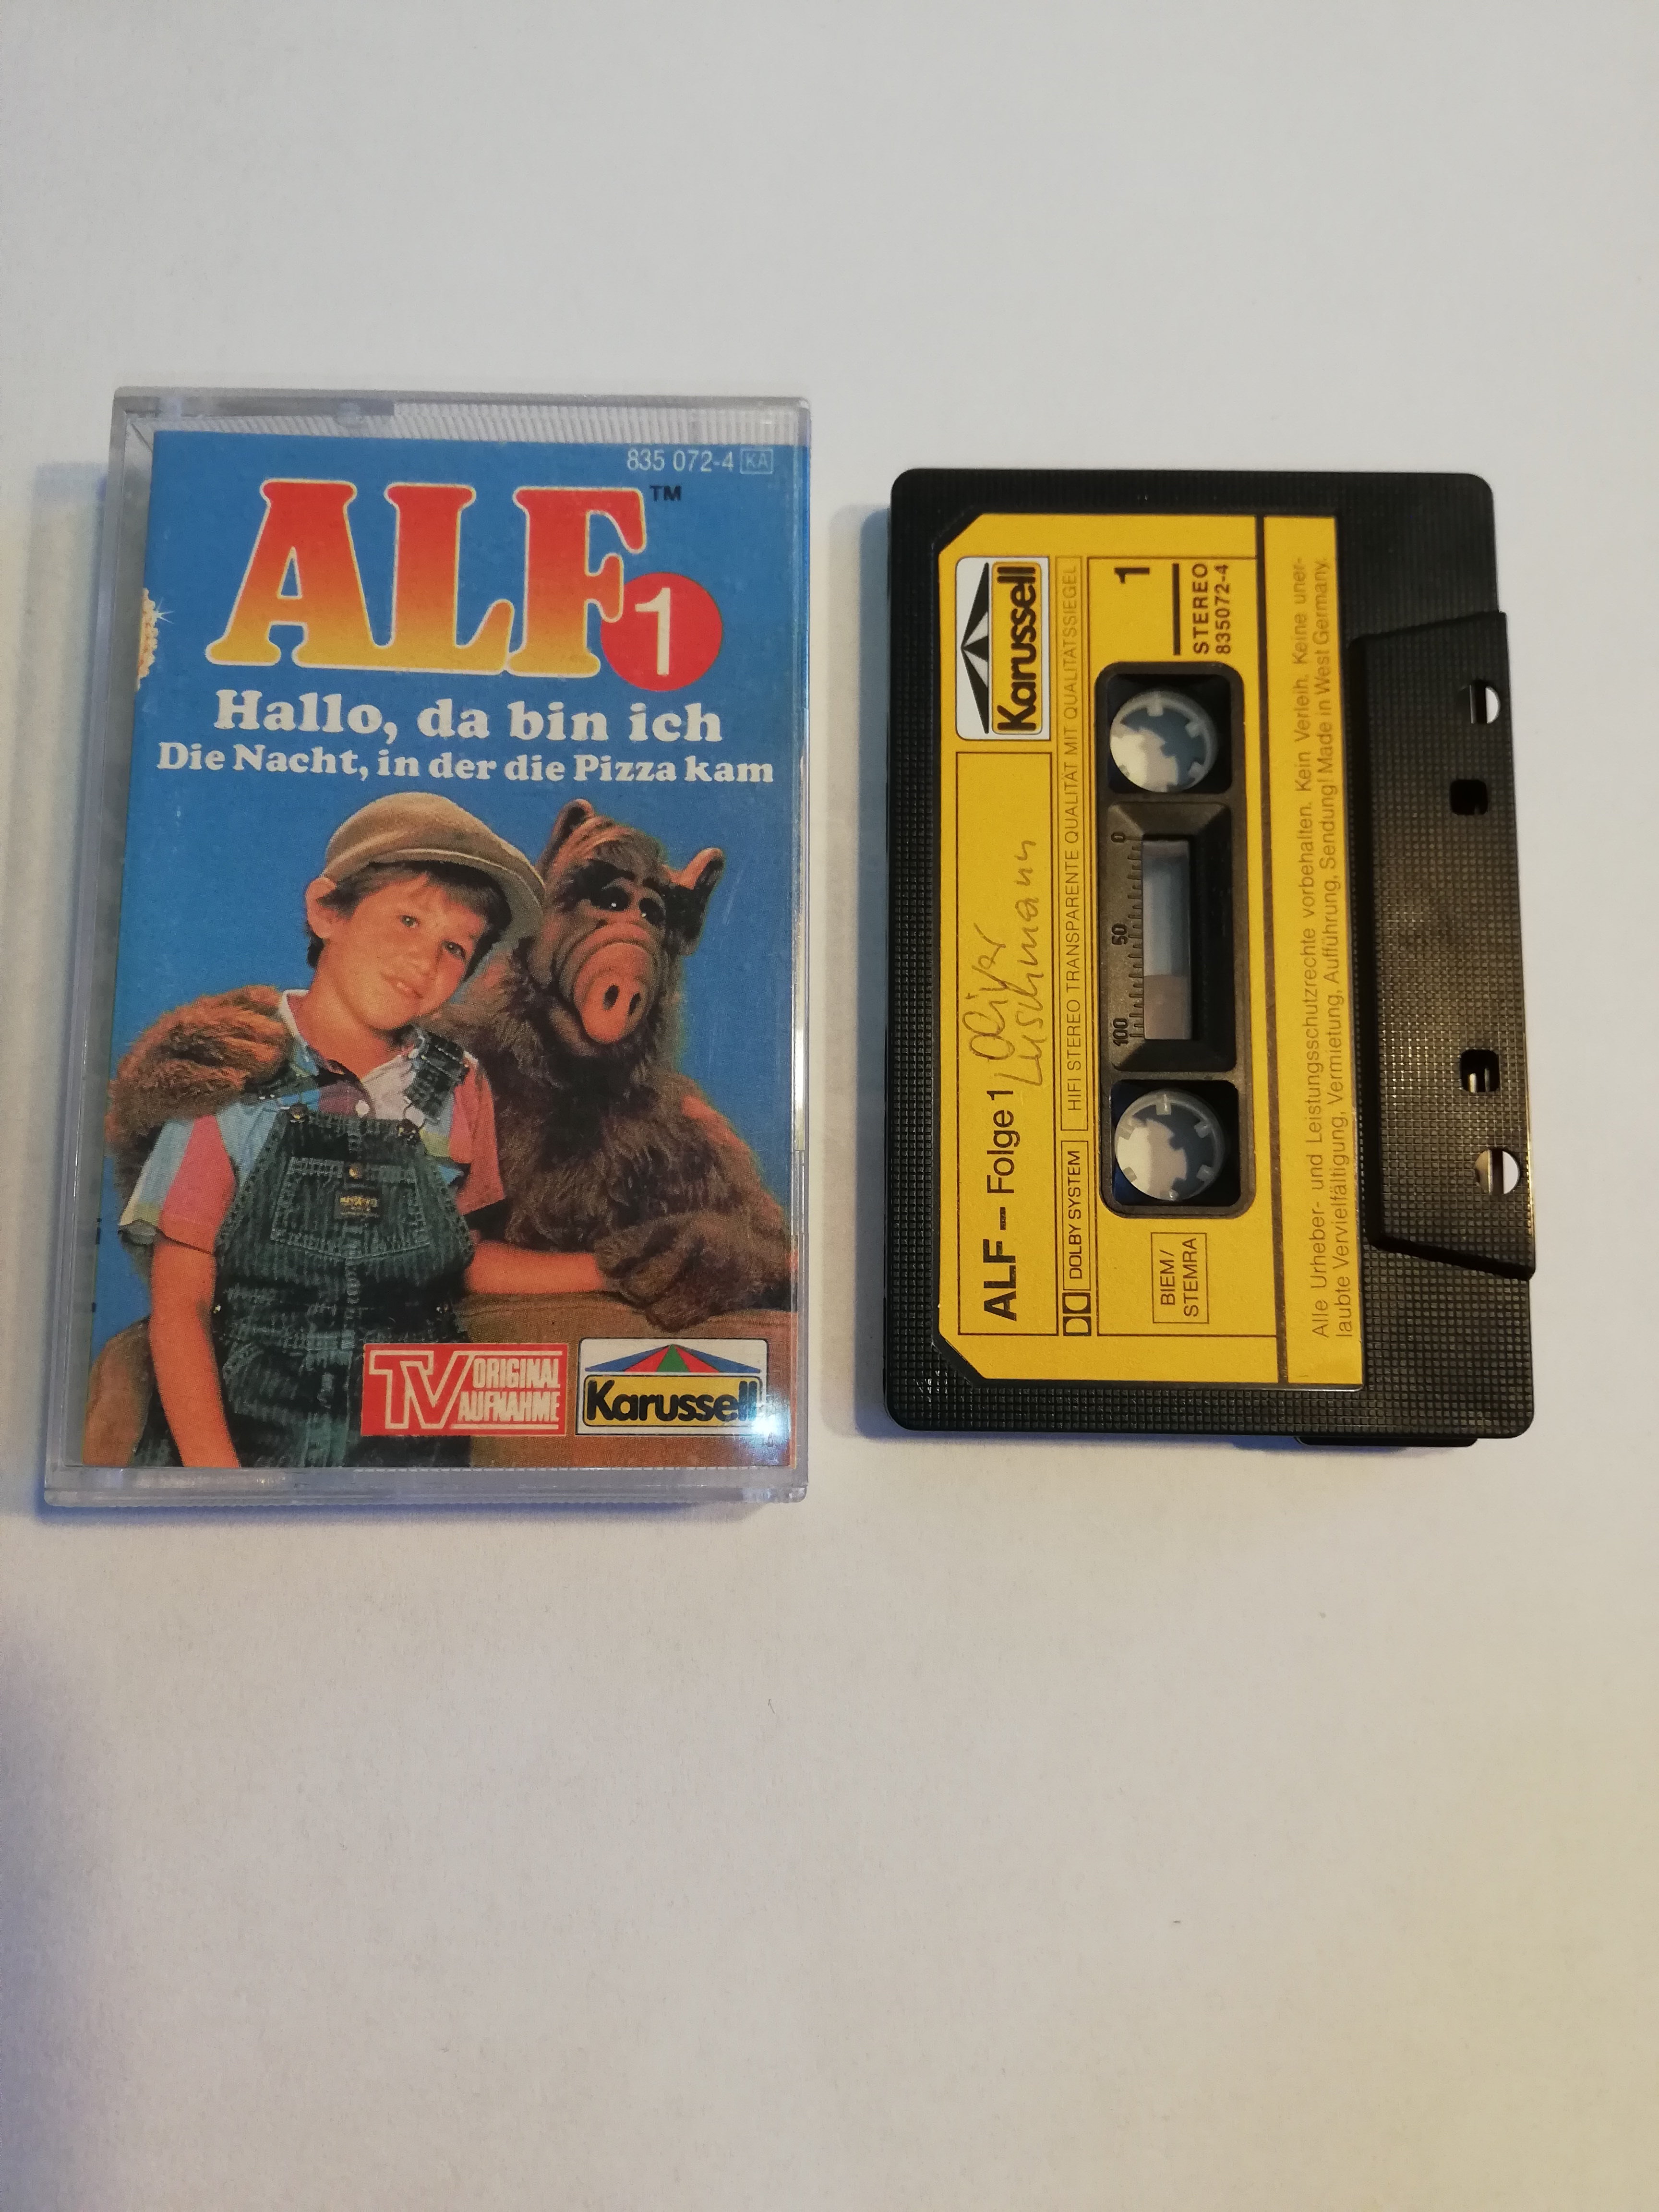 835 072-4 KA
ALF™
1
Hallo, da bin ich
Die Nacht, in der die Pizza kam
TV ORIGINAL
AUFNAHME
Karussell
Karussell
ALF – Folge 1
Oliver
Luschmann
DOLBY SYSTEM
HIFI STEREO TRANSPARENTE QUALITÄT MIT QUALITÄTSSIEGEL
1
STEREO
835072-4
100 50 0
BIEM/
STEMRA
Alle Urheber- und Leistungsschutzrechte vorbehalten. Kein Verleih. Keine uner-
laubte Vervielfältigung, Vermietung, Aufführung, Sendung! Made in West Germany.